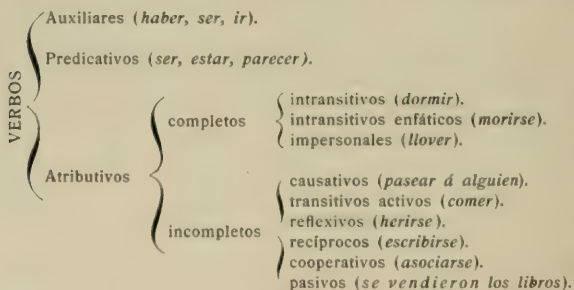 VERBOS
Auxiliares (haber, ser, ir).
Predicativos (ser, estar, parecer).
Atributivos
completos
intransitivos (dormir).
intransitivos enfáticos (morirse).
impersonales (llover).
incompletos
causativos (pasear á alguien).
transitivos activos (comer).
reflexivos (herirse).
recíprocos (escribirse).
cooperativos (asociarse).
pasivos (se vendieron los libros).